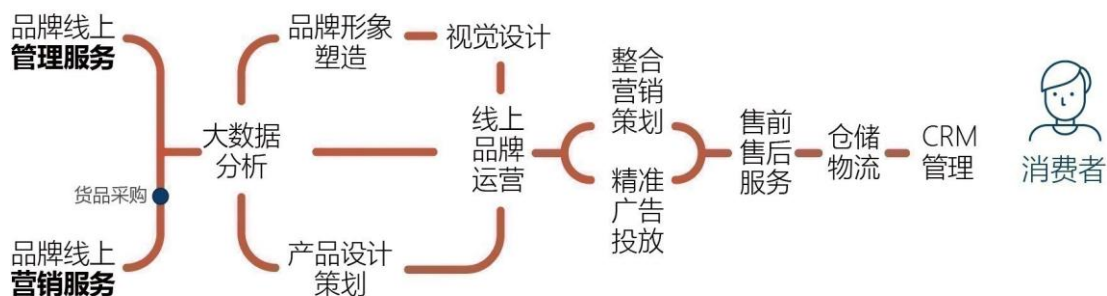 品牌线上
管理服务
货品采购
品牌线上
营销服务
大数据
分析
品牌形象
塑造
视觉设计
产品设计
策划
线上
品牌
运营
整合
营销
策划
精准
广告
投放
售前
售后
服务
仓储
物流
CRM
管理
消费者